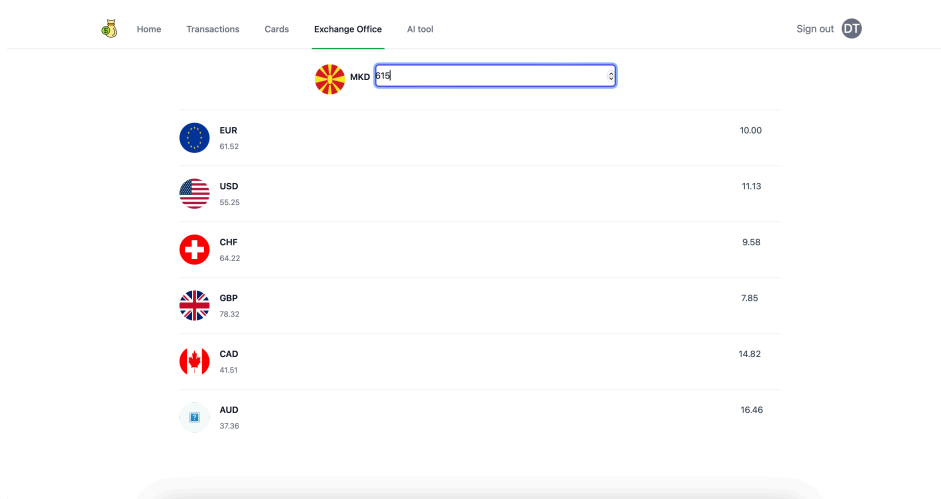 Home Transactions Cards Exchange Office AI tool Sign out DT
MKD 615
EUR 10.00
61.52
USD 11.13
55.25
CHF 9.58
64.22
GBP 7.85
78.32
CAD 14.82
41.51
AUD 16.46
37.36